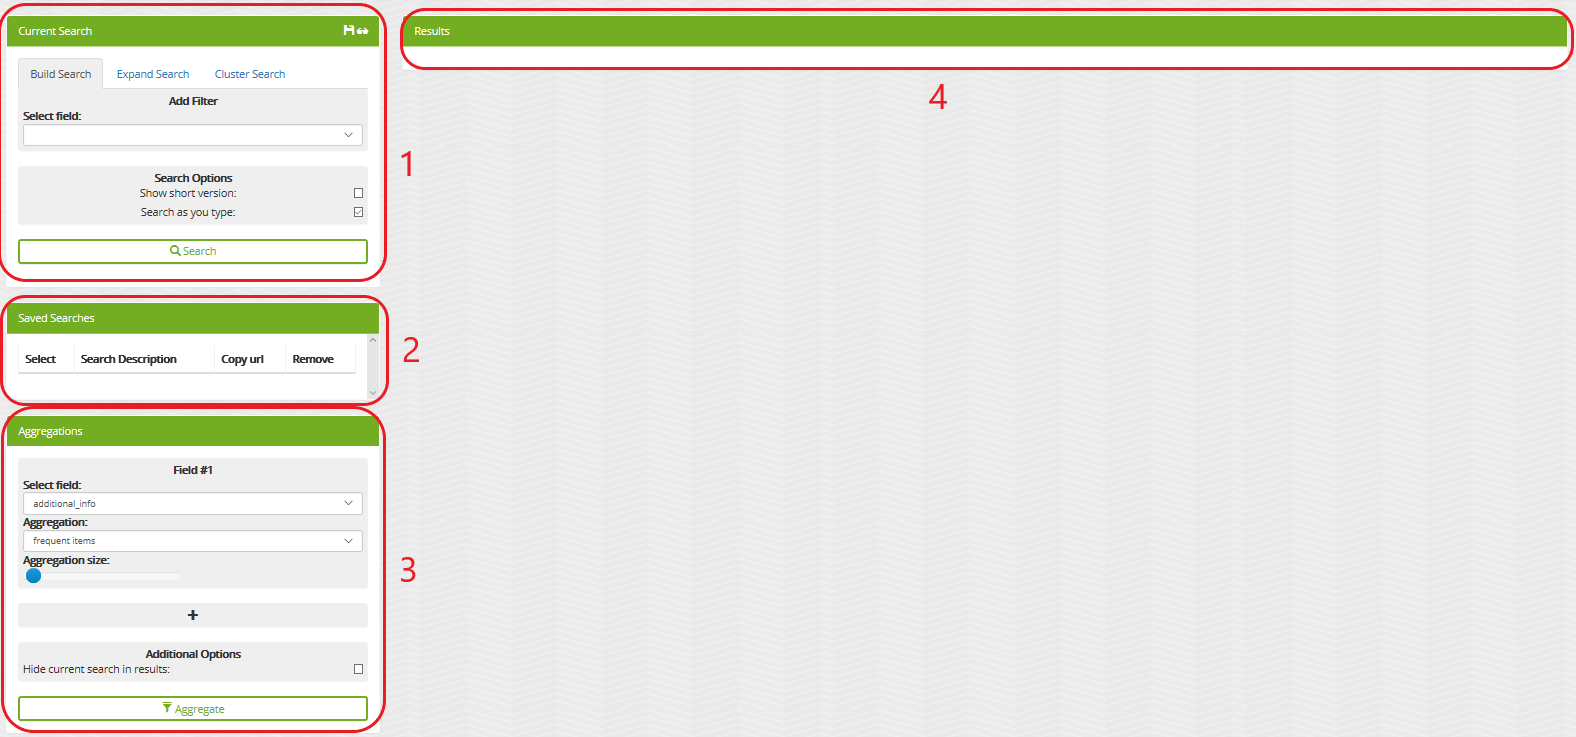 Current Search
Build Search Expand Search Cluster Search
Add Filter
Select field:
Search Options
Show short version:
Search as you type:
Search
1
Saved Searches
Select Search Description Copy url Remove
2
Aggregations
Field #1
Select field:
additional_info
Aggregation:
frequent items
Aggregation size:
+
Additional Options
Hide current search in results:
Aggregate
3
Results
4